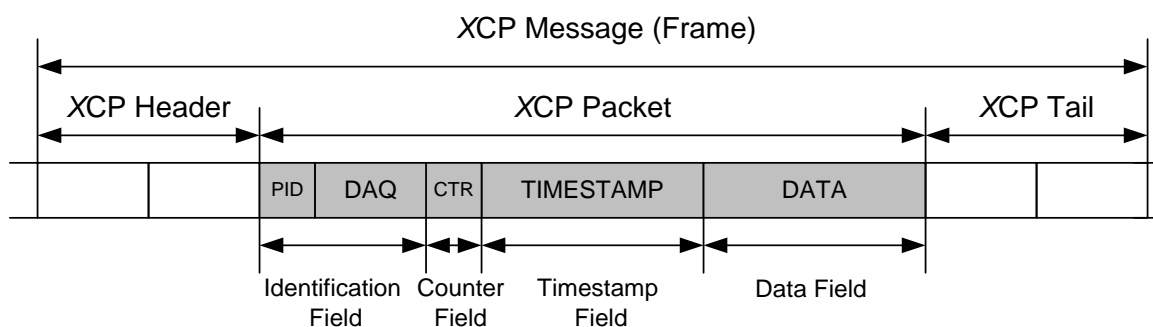 XCP Message (Frame)
XCP Header
XCP Packet
XCP Tail
PID
DAQ
CTR
TIMESTAMP
DATA
Identification
Field
Counter
Field
Timestamp
Field
Data Field